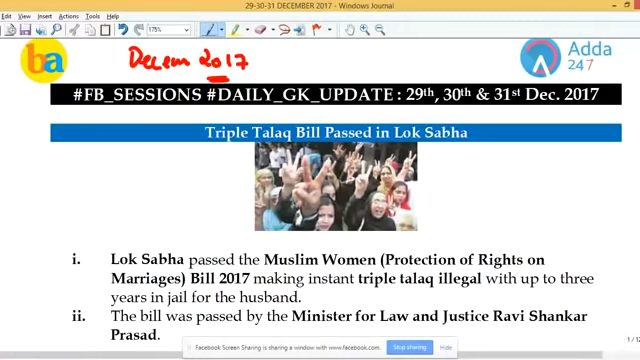 29-30-31 DECEMBER 2017 - Windows Journal
Edit View Insert Actions Tools Help
175%
Decem 2017
ba
Adda
247
#FB_SESSIONS #DAILY_GK_UPDATE : 29th, 30th & 31st Dec. 2017
Triple Talaq Bill Passed in Lok Sabha
i. Lok Sabha passed the Muslim Women (Protection of Rights on
Marriages) Bill 2017 making instant triple talaq illegal with up to three
years in jail for the husband.
ii. The bill was passed by the Minister for Law and Justice Ravi Shankar
Prasad.
1 / 12
Facebook Screen Sharing is sharing a window with www.facebook.com. Stop sharing Hide